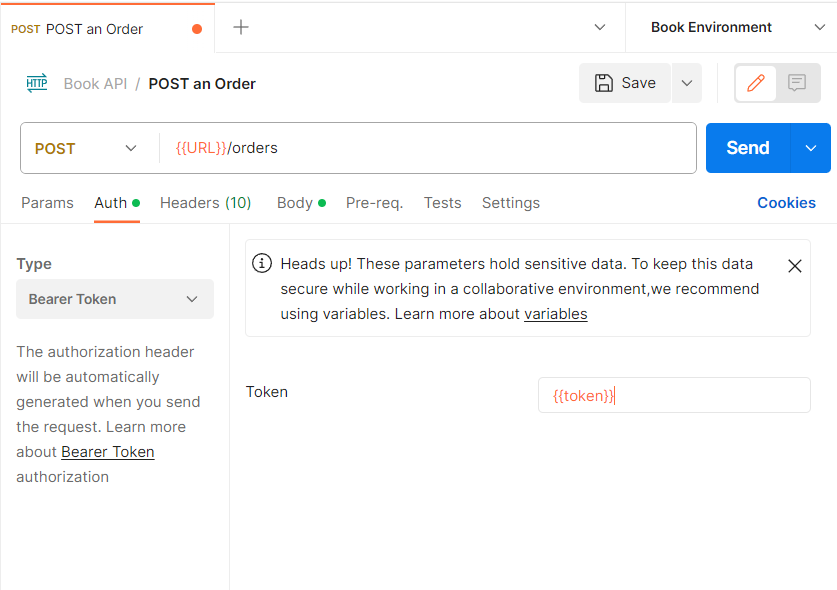 POST POST an Order
Book Environment
HTTP Book API / POST an Order
Save
POST
{{URL}}/orders
Send
Params Auth Headers (10) Body Pre-req. Tests Settings Cookies
Type
Bearer Token
The authorization header
will be automatically
generated when you send
the request. Learn more
about Bearer Token
authorization
Heads up! These parameters hold sensitive data. To keep this data
secure while working in a collaborative environment,we recommend
using variables. Learn more about variables
Token
{{token}}